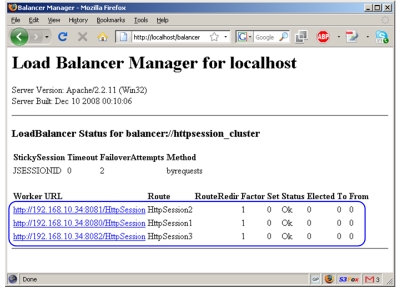 Balancer Manager - Mozilla Firefox
File Edit View History Bookmarks Tools Help
http://localhost/balancer Google ABP
Load Balancer Manager for localhost
Server Version: Apache/2.2.11 (Win32)
Server Built: Dec 10 2008 00:10:06
LoadBalancer Status for balancer://httpsession_cluster
StickySession Timeout FailoverAttempts Method
JSESSIONID 0 2 byrequests
Worker URL Route RouteRedir Factor Set Status Elected To From
http://192.168.10.34:8081/HttpSession HttpSession2 1 0 Ok 0 0 0
http://192.168.10.34:8080/HttpSession HttpSession1 1 0 Ok 0 0 0
http://192.168.10.34:8082/HttpSession HttpSession3 1 0 Ok 0 0 0
Done S3Fox 3